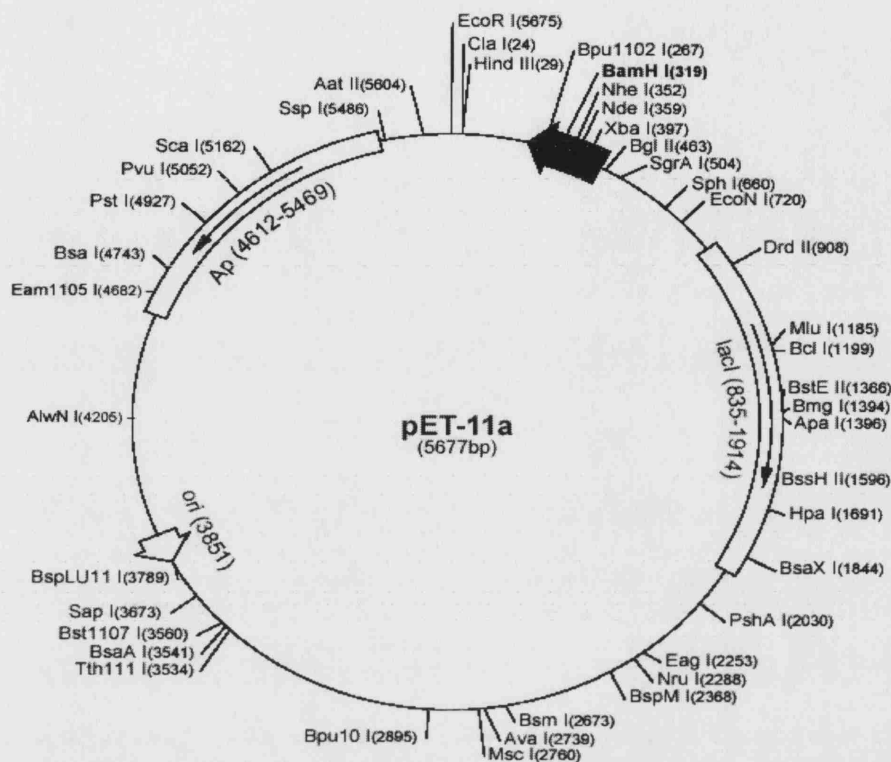 EcoR I(5675)
Cla I(24)
Hind III(29)
Bpu1102 I(267)
BamH I(319)
Nhe I(352)
Nde I(359)
Xba I(397)
Bgl II(463)
SgrA I(504)
Sph I(660)
EcoN I(720)
Drd II(908)
Mlu I(1185)
Bcl I(1199)
BstE II(1366)
Bmg I(1394)
Apa I(1396)
BssH II(1596)
Hpa I(1691)
BsaX I(1844)
PshA I(2030)
Eag I(2253)
Nru I(2288)
BspM I(2368)
Bsm I(2673)
Ava I(2739)
Msc I(2760)
Bpu10 I(2895)
Tth111 I(3534)
BsaA I(3541)
Bst1107 I(3560)
Sap I(3673)
BspLU11 I(3789)
AlwN I(4205)
Eam1105 I(4682)
Bsa I(4743)
Pst I(4927)
Pvu I(5052)
Sca I(5162)
Ssp I(5486)
Aat II(5604)
Ap (4612-5469)
lacI (835-1914)
ori (3851)
pET-11a
(5677bp)